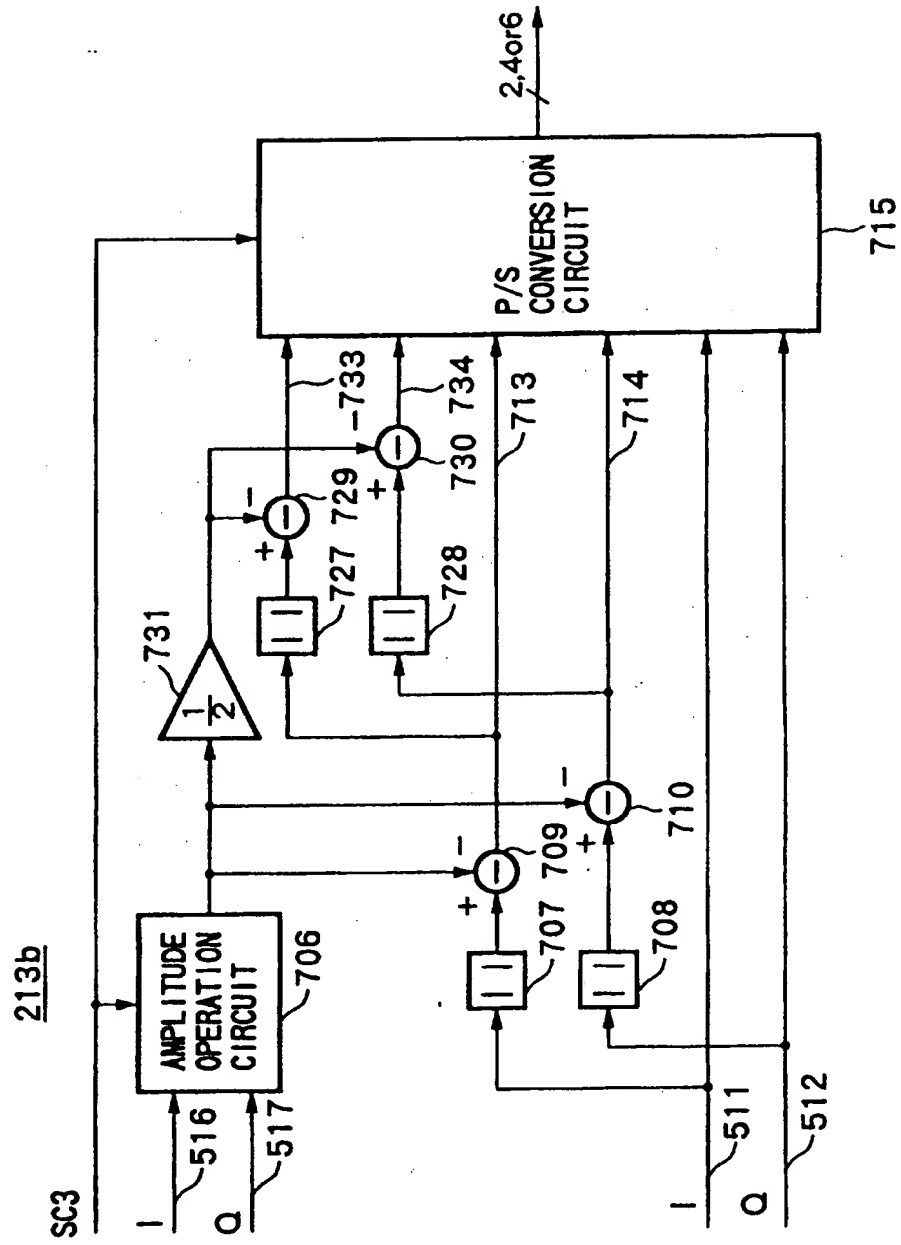 213b
SC3
I
516
Q
517
AMPLITUDE
OPERATION
CIRCUIT
706
1
2
731
727
728
+
-
729
+
-
730
733
734
713
714
707
708
+
-
709
+
-
710
I
511
Q
512
P/S
CONVERSION
CIRCUIT
715
2,4or6